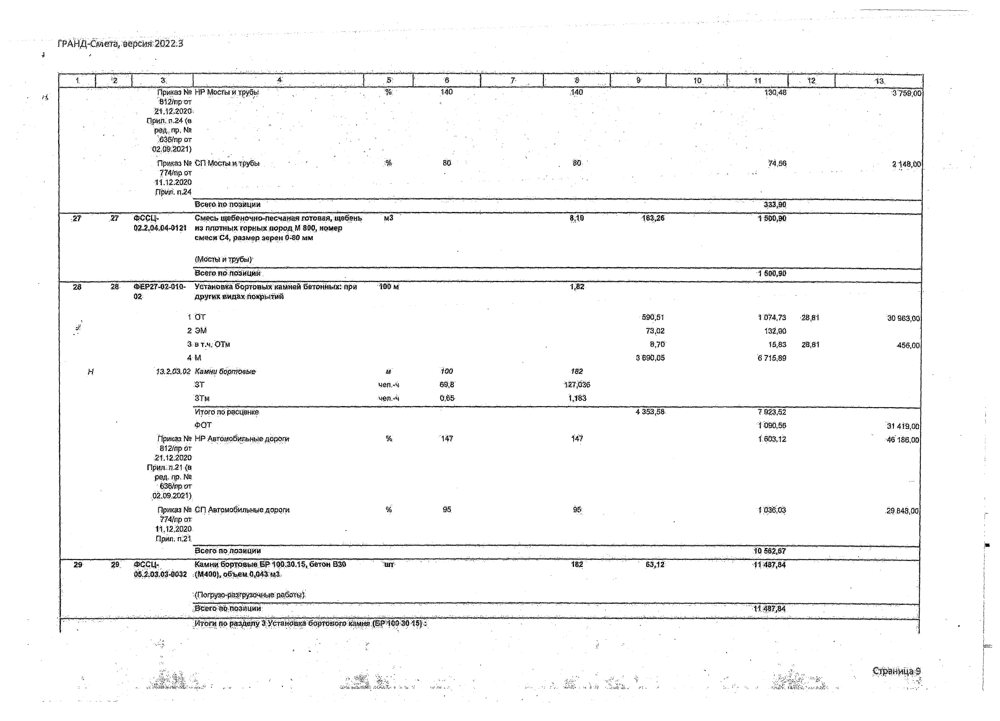 ГРАНД-Смета, версия 2022.3
1 2 3 4 5 6 7 8 9 10 11 12 13
Приказ № НР Мосты и трубы % 140 140 130,48 3 759,00
812/пр от
21.12.2020
Прил. п.24 (в
ред. пр. №
636/пр от
02.09.2021)
Приказ № СП Мосты и трубы % 80 80 74,56 2 148,00
774/пр от
11.12.2020
Прил. п.24
Всего по позиции 333,90
27 27 ФССЦ- Смесь щебеночно-песчаная готовая, щебень м3 8,19 183,26 1 500,90
02.2.04.04-0121 из плотных горных пород М 800, номер
смеси С4, размер зерен 0-80 мм
(Мосты и трубы)
Всего по позиции 1 500,90
28 28 ФЕР27-02-010- Установка бортовых камней бетонных: при 100 м 1,82
02 других видах покрытий
1 ОТ 590,51 1 074,73 28,81 30 963,00
2 ЭМ 73,02 132,90
3 в т.ч. ОТм 8,70 15,83 28,81 456,00
4 М 3 690,05 6 715,89
Н 13.2.03.02 Камни бортовые м 100 182
ЗТ чел.-ч 69,8 127,036
ЗТм чел.-ч 0,65 1,183
Итого по расценке 4 353,58 7 923,52
ФОТ 1 090,56 31 419,00
Приказ № НР Автомобильные дороги % 147 147 1 603,12 46 186,00
812/пр от
21.12.2020
Прил. п.21 (в
ред. пр. №
636/пр от
02.09.2021)
Приказ № СП Автомобильные дороги % 95 95 1 036,03 29 848,00
774/пр от
11.12.2020
Прил. п.21
Всего по позиции 10 562,67
29 29 ФССЦ- Камни бортовые БР 100.30.15, бетон В30 шт 182 63,12 11 487,84
05.2.03.03-0032 (М400), объем 0,043 м3
(Погрузо-разгрузочные работы)
Всего по позиции 11 487,84
Итоги по разделу 3 Установка бортового камня (БР 100 30 15) :
Страница 9